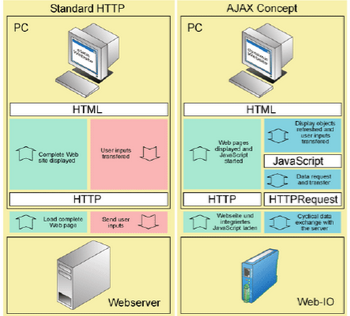 Standard HTTP
PC
HTML
Complete Web
site displayed
User inputs
transfered
HTTP
Load complete
Web page
Send user
inputs
Webserver
AJAX Concept
PC
HTML
Web pages
displayed and
JavaScript
started
Display objects
refreshed and
user inputs
transfered
JavaScript
Data request
and transfer
HTTP
HTTPRequest
Webseite und
integriertes
JavaScript laden
Cyclical data
exchange with
the server
Web-IO